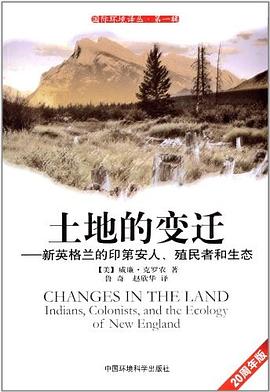 国际环境译丛·第一辑
土地的变迁
——新英格兰的印第安人、殖民者和生态
[美] 威廉·克罗农 著
鲁奇 赵欣华 译
CHANGES IN THE LAND
Indians, Colonists, and the Ecology
of New England
20周年版
中国环境科学出版社